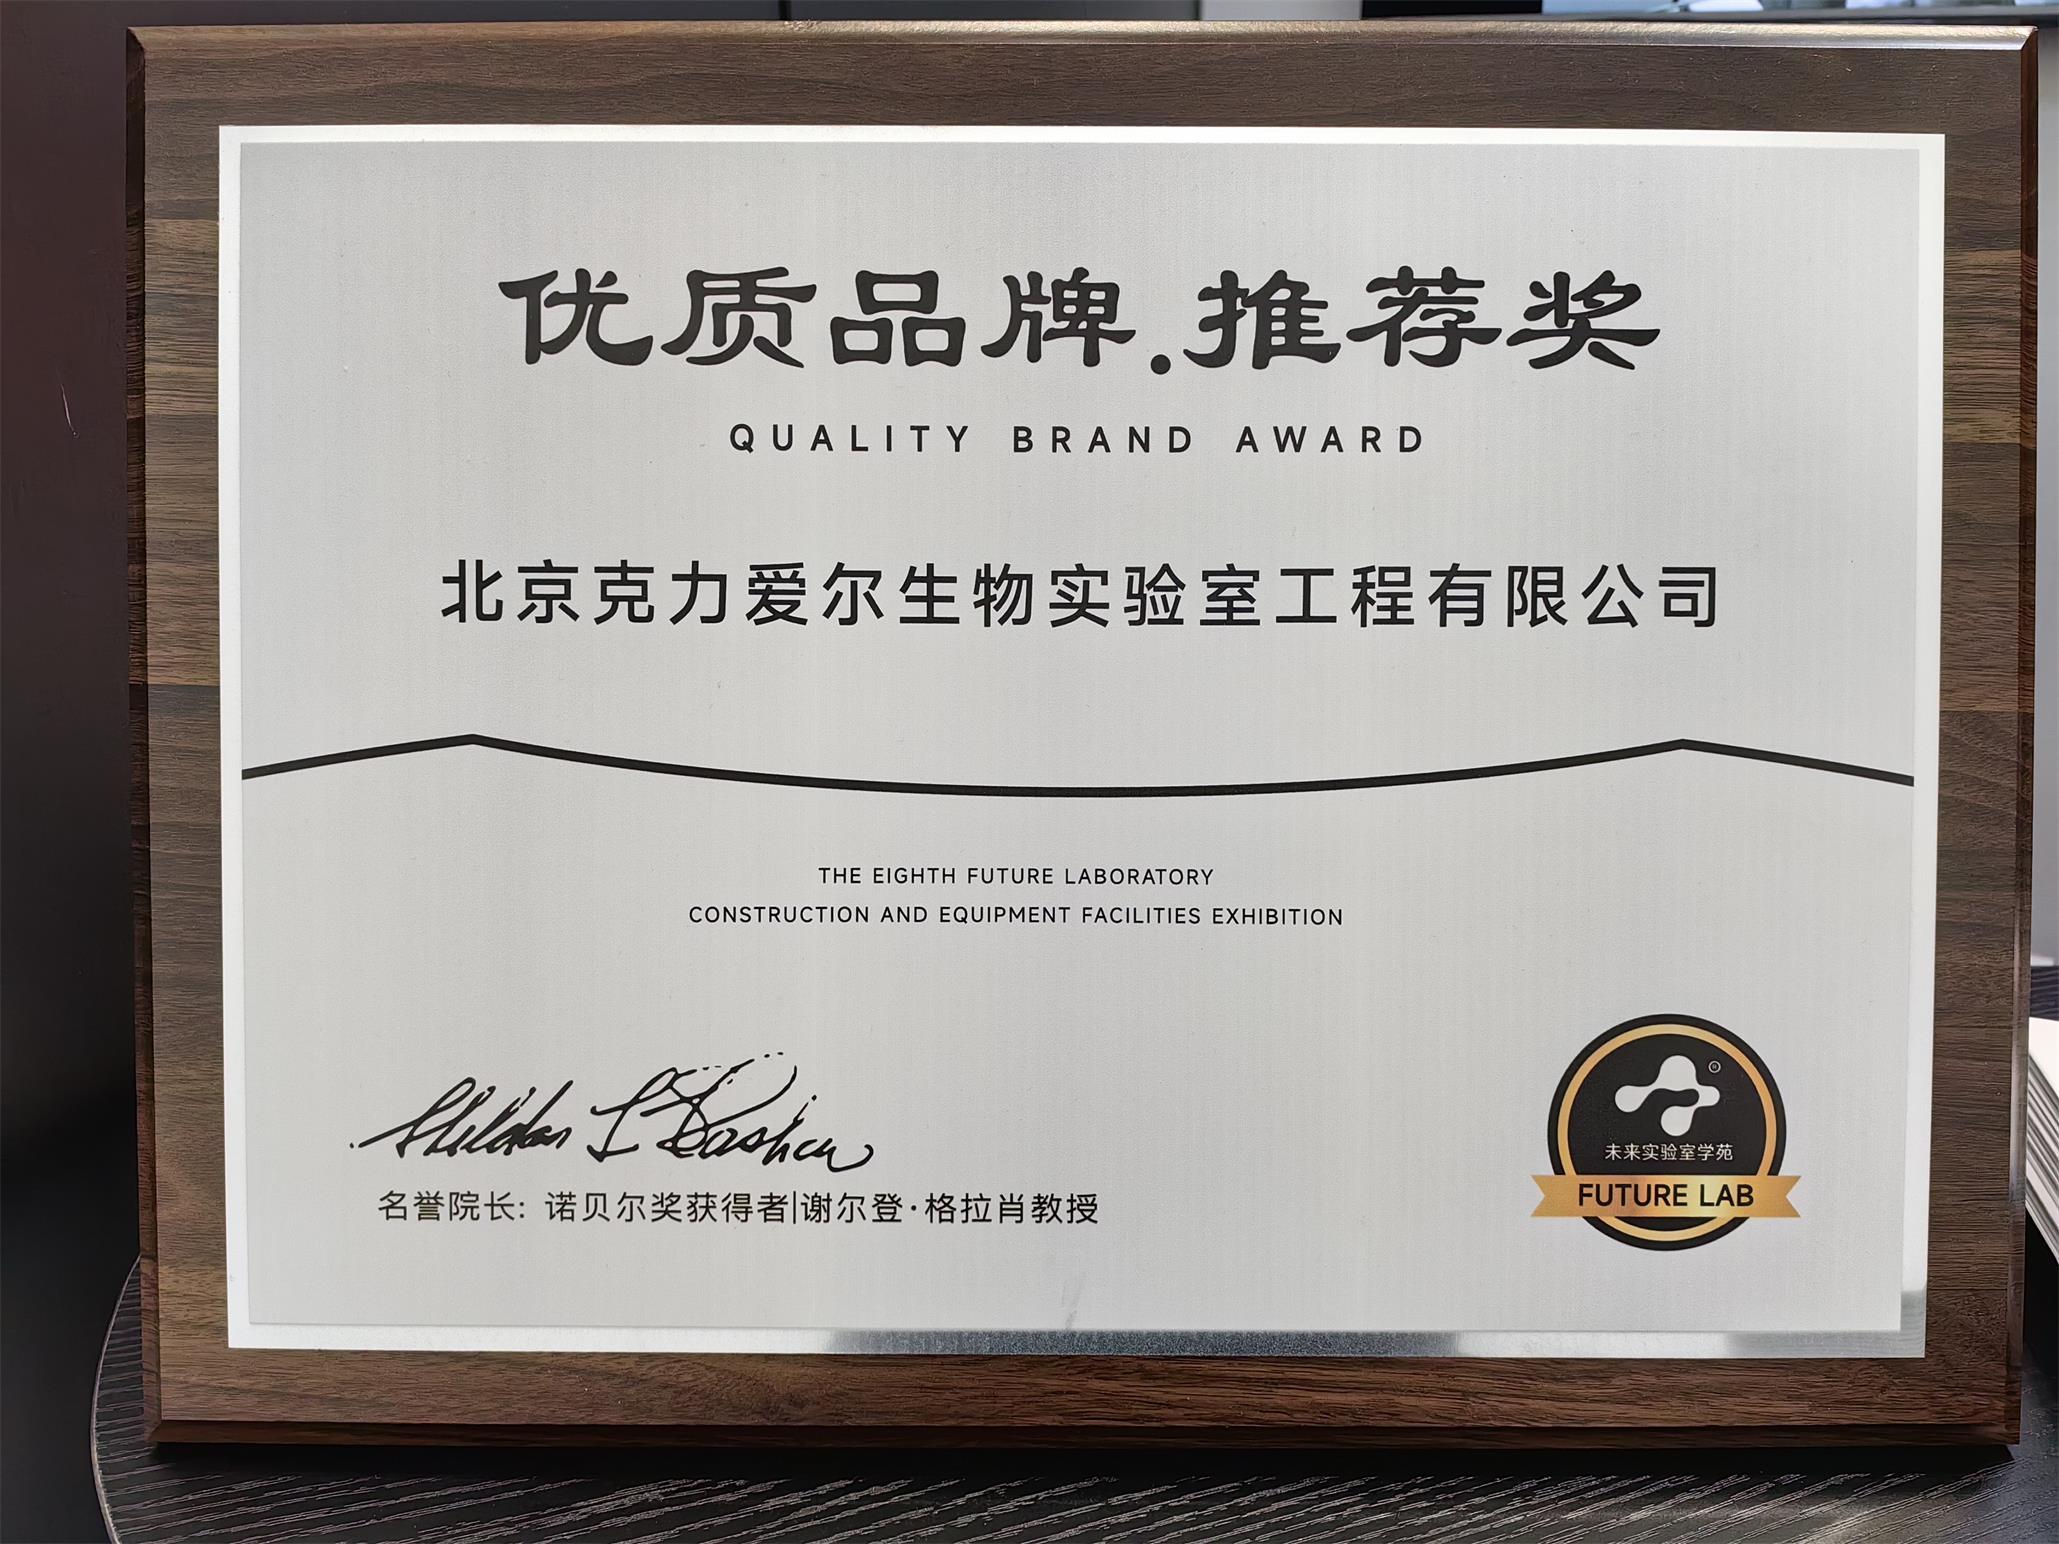 优质品牌.推荐奖
QUALITY BRAND AWARD
北京克力爱尔生物实验室工程有限公司
THE EIGHTH FUTURE LABORATORY
CONSTRUCTION AND EQUIPMENT FACILITIES EXHIBITION
名誉院长: 诺贝尔奖获得者|谢尔登·格拉肖教授
未来实验室学苑
FUTURE LAB